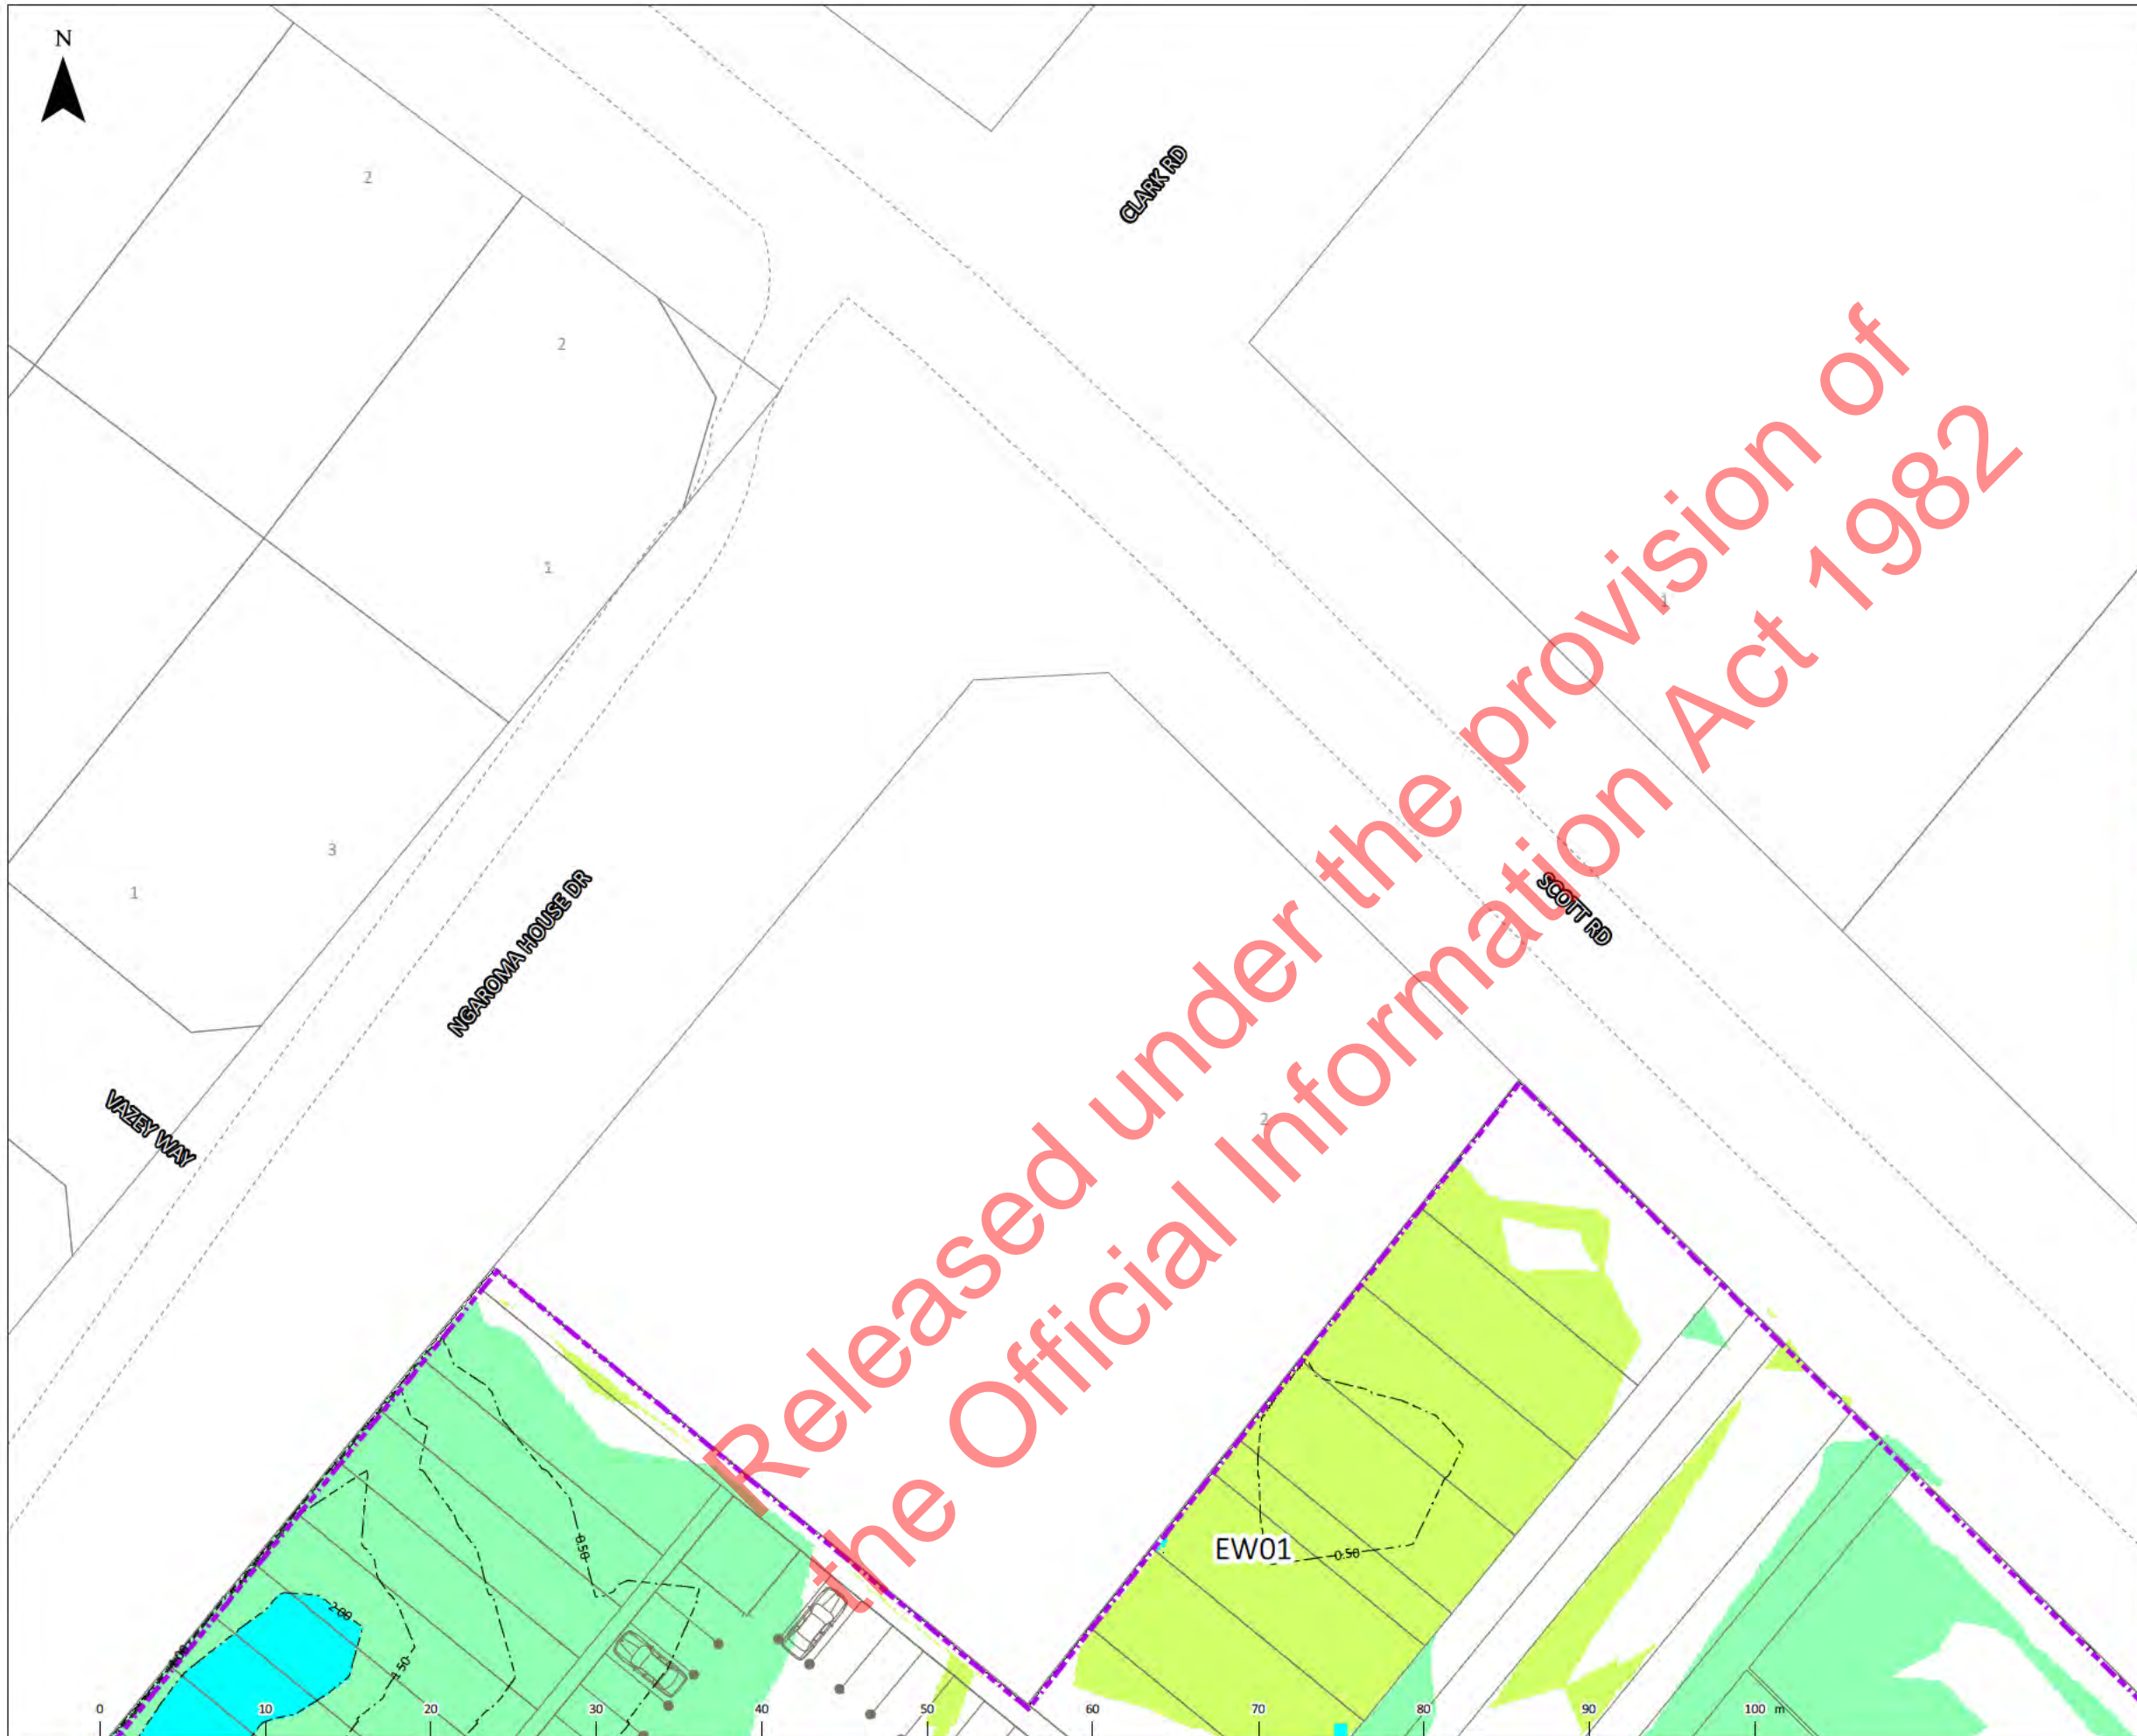 N
CLARK RD
2
2
1
1
3
1
NGAROMA HOUSE DR
SCOTT RD
VAZEY WAY
2
Released under the provision of
the Official Information Act 1982
EW01
0.50
0.50
2.00
1.50
0 10 20 30 40 50 60 70 80 90 100 m